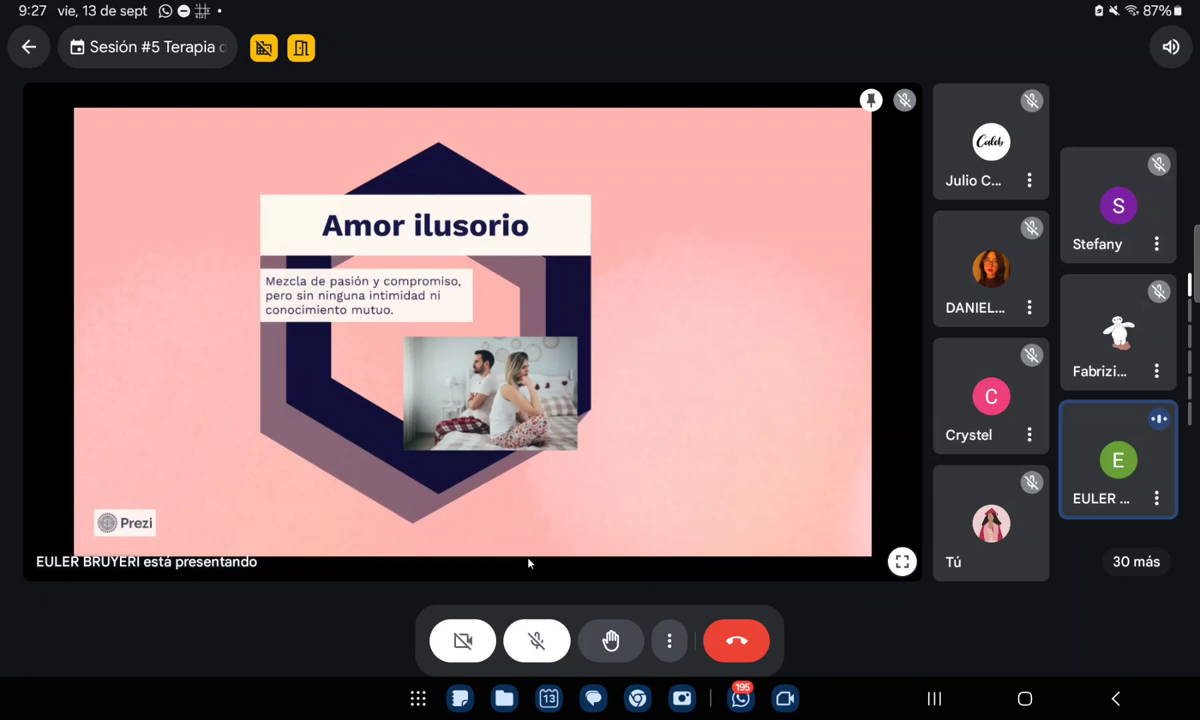 9:27 vie, 13 de sept
87%
Sesión #5 Terapia
Amor ilusorio
Mezcla de pasión y compromiso,
pero sin ninguna intimidad ni
conocimiento mutuo.
Prezi
EULER BRUYERI está presentando
Caleb
Julio C...
DANIEL...
C
Crystel
Tú
S
Stefany
Fabrizi...
E
EULER ...
30 más
13
195